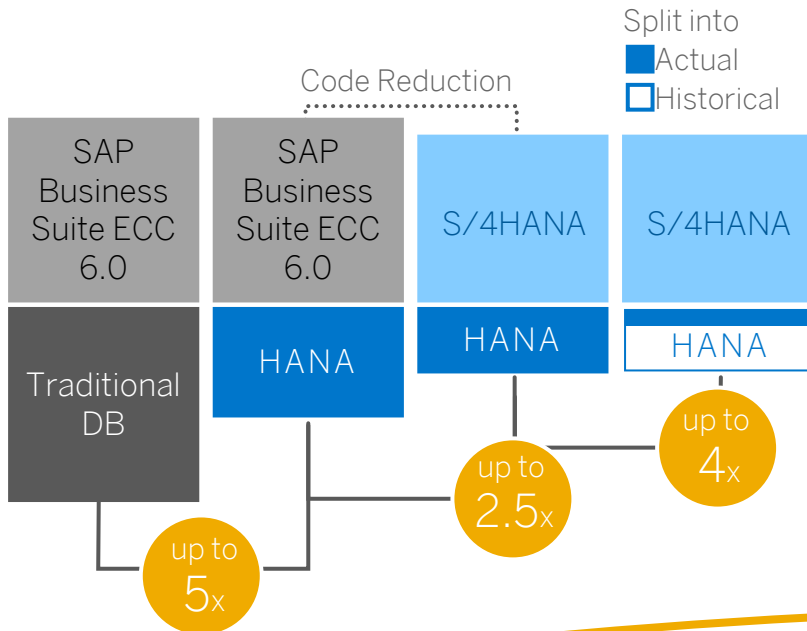 Split into
Actual
Historical
Code Reduction
SAP
Business
Suite ECC
6.0
SAP
Business
Suite ECC
6.0
S/4HANA
S/4HANA
Traditional
DB
HANA
HANA
HANA
up to
5x
up to
2.5x
up to
4x